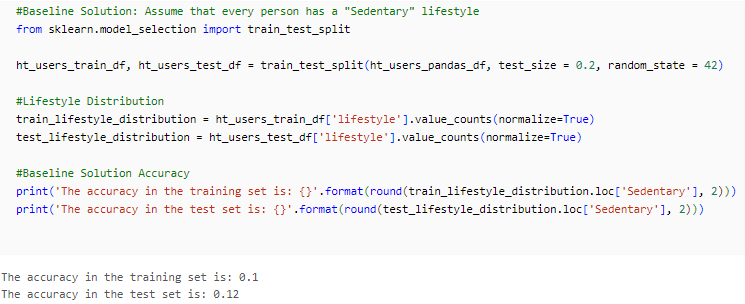 #Baseline Solution: Assume that every person has a "Sedentary" lifestyle
from sklearn.model_selection import train_test_split
ht_users_train_df, ht_users_test_df = train_test_split(ht_users_pandas_df, test_size = 0.2, random_state = 42)
#Lifestyle Distribution
train_lifestyle_distribution = ht_users_train_df['lifestyle'].value_counts(normalize=True)
test_lifestyle_distribution = ht_users_test_df['lifestyle'].value_counts(normalize=True)
#Baseline Solution Accuracy
print('The accuracy in the training set is: {}'.format(round(train_lifestyle_distribution.loc['Sedentary'], 2)))
print('The accuracy in the test set is: {}'.format(round(test_lifestyle_distribution.loc['Sedentary'], 2)))
The accuracy in the training set is: 0.1
The accuracy in the test set is: 0.12